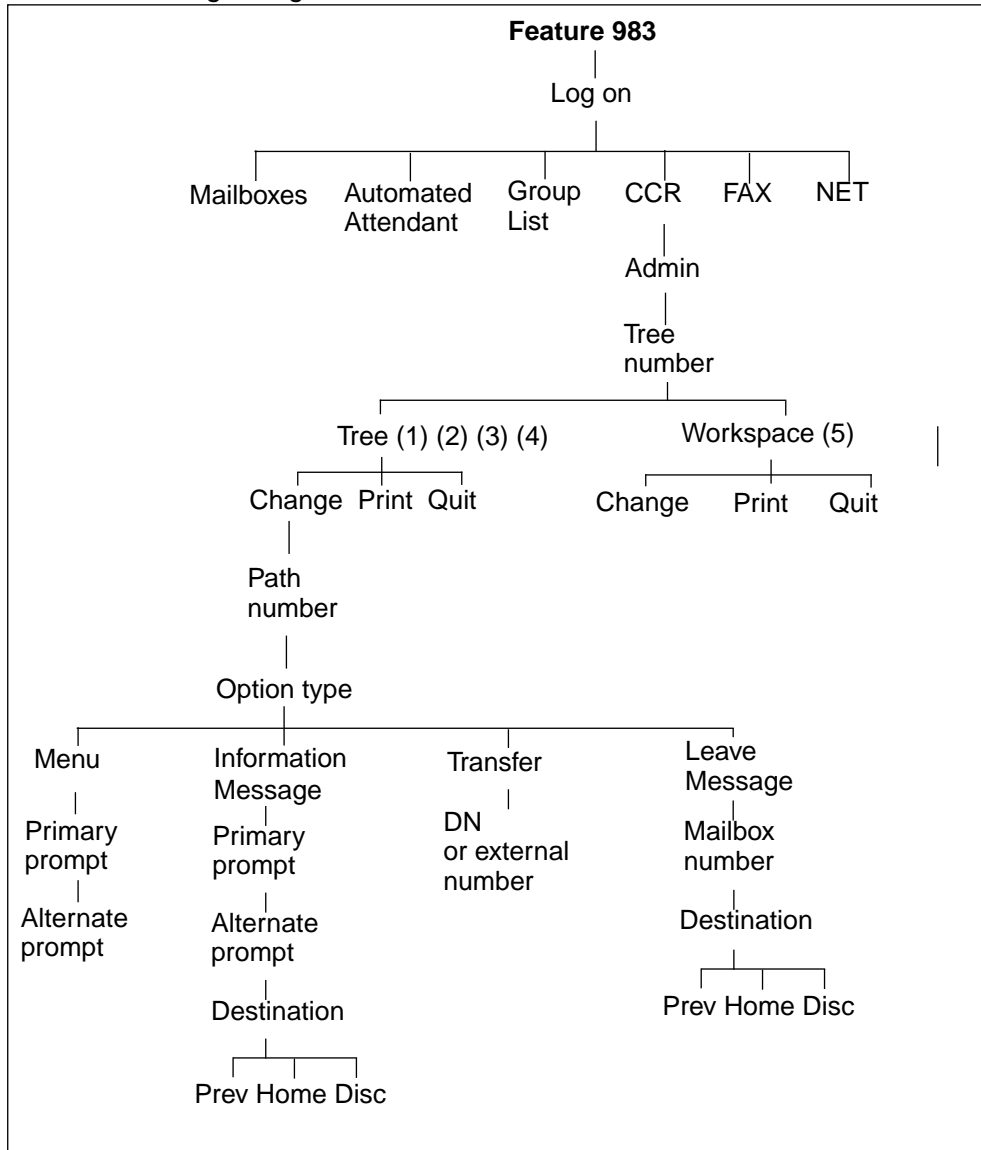 Feature 983
Log on
Mailboxes
Automated
Attendant
Group
List
CCR
FAX
NET
Admin
Tree
number
Tree (1) (2) (3) (4)
Workspace (5)
Change Print Quit
Change Print Quit
Path
number
Option type
Menu
Primary
prompt
Alternate
prompt
Information
Message
Primary
prompt
Alternate
prompt
Destination
Prev Home Disc
Transfer
DN
or external
number
Leave
Message
Mailbox
number
Destination
Prev Home Disc